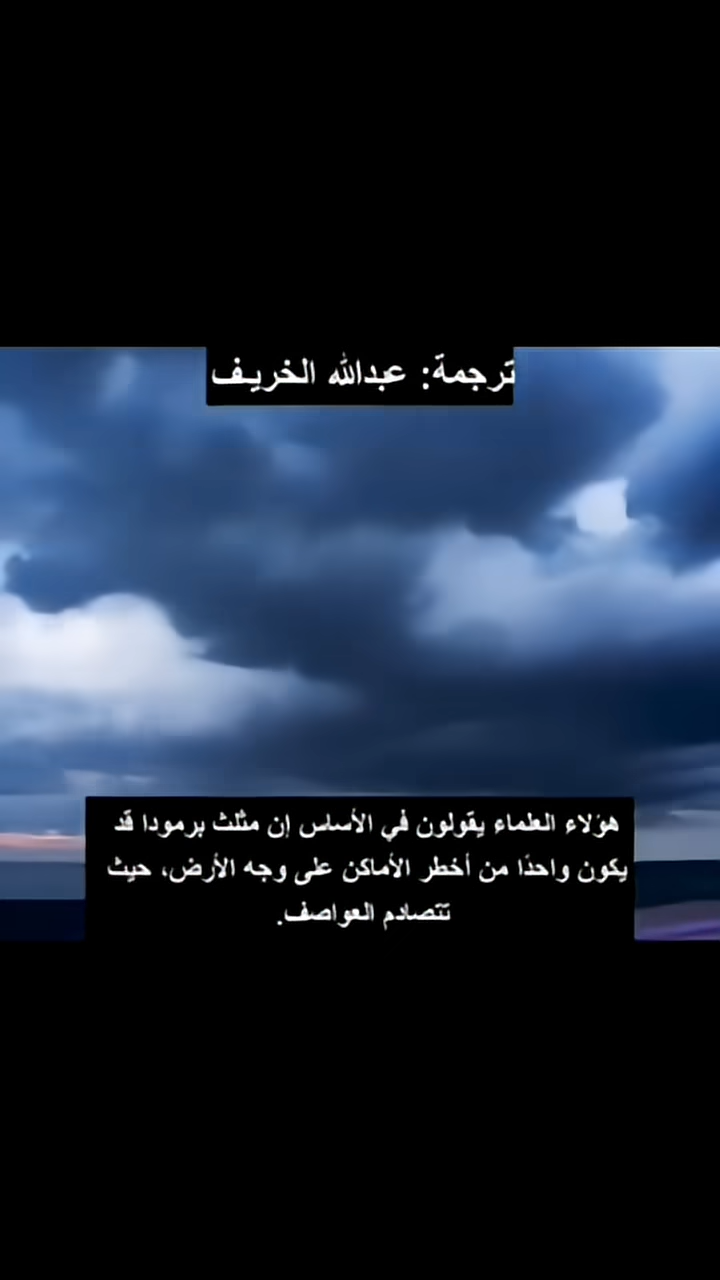 ترجمة: عبدالله الخريف
هؤلاء العلماء يقولون في الأساس إن مثلث برمودا قد
يكون واحدًا من أخطر الأماكن على وجه الأرض، حيث
تتصادم العواصف.